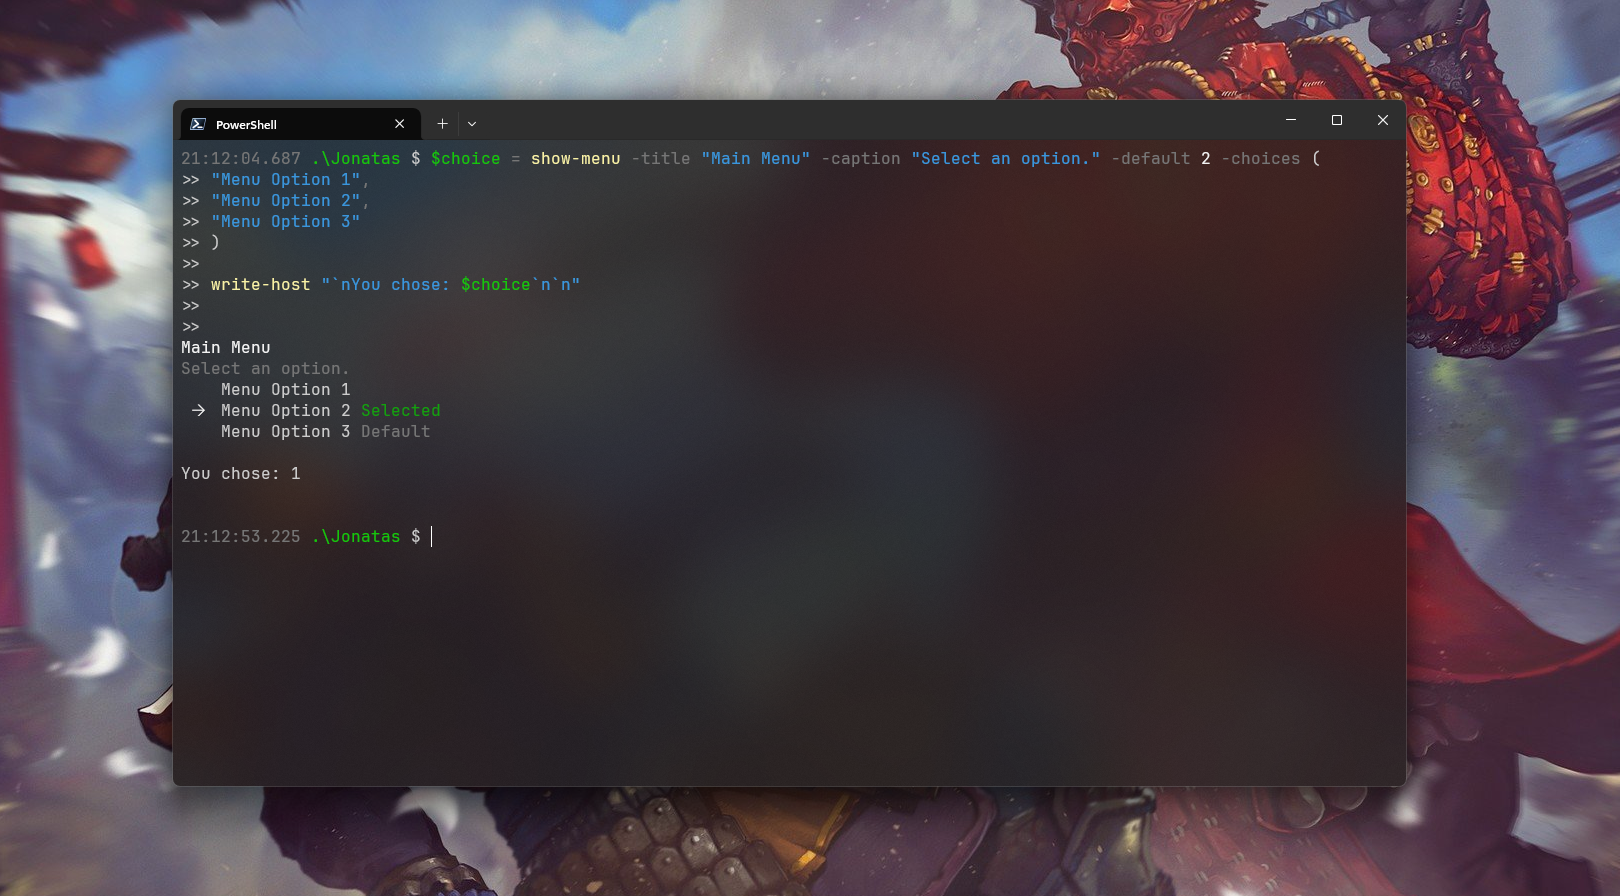 PowerShell
21:12:04.687 .\Jonatas $ $choice = show-menu -title "Main Menu" -caption "Select an option." -default 2 -choices (
>> "Menu Option 1",
>> "Menu Option 2",
>> "Menu Option 3"
>> )
>>
>> write-host "`nYou chose: $choice`n`n"
>>
>>
Main Menu
Select an option.
Menu Option 1
→ Menu Option 2 Selected
Menu Option 3 Default
You chose: 1
21:12:53.225 .\Jonatas $